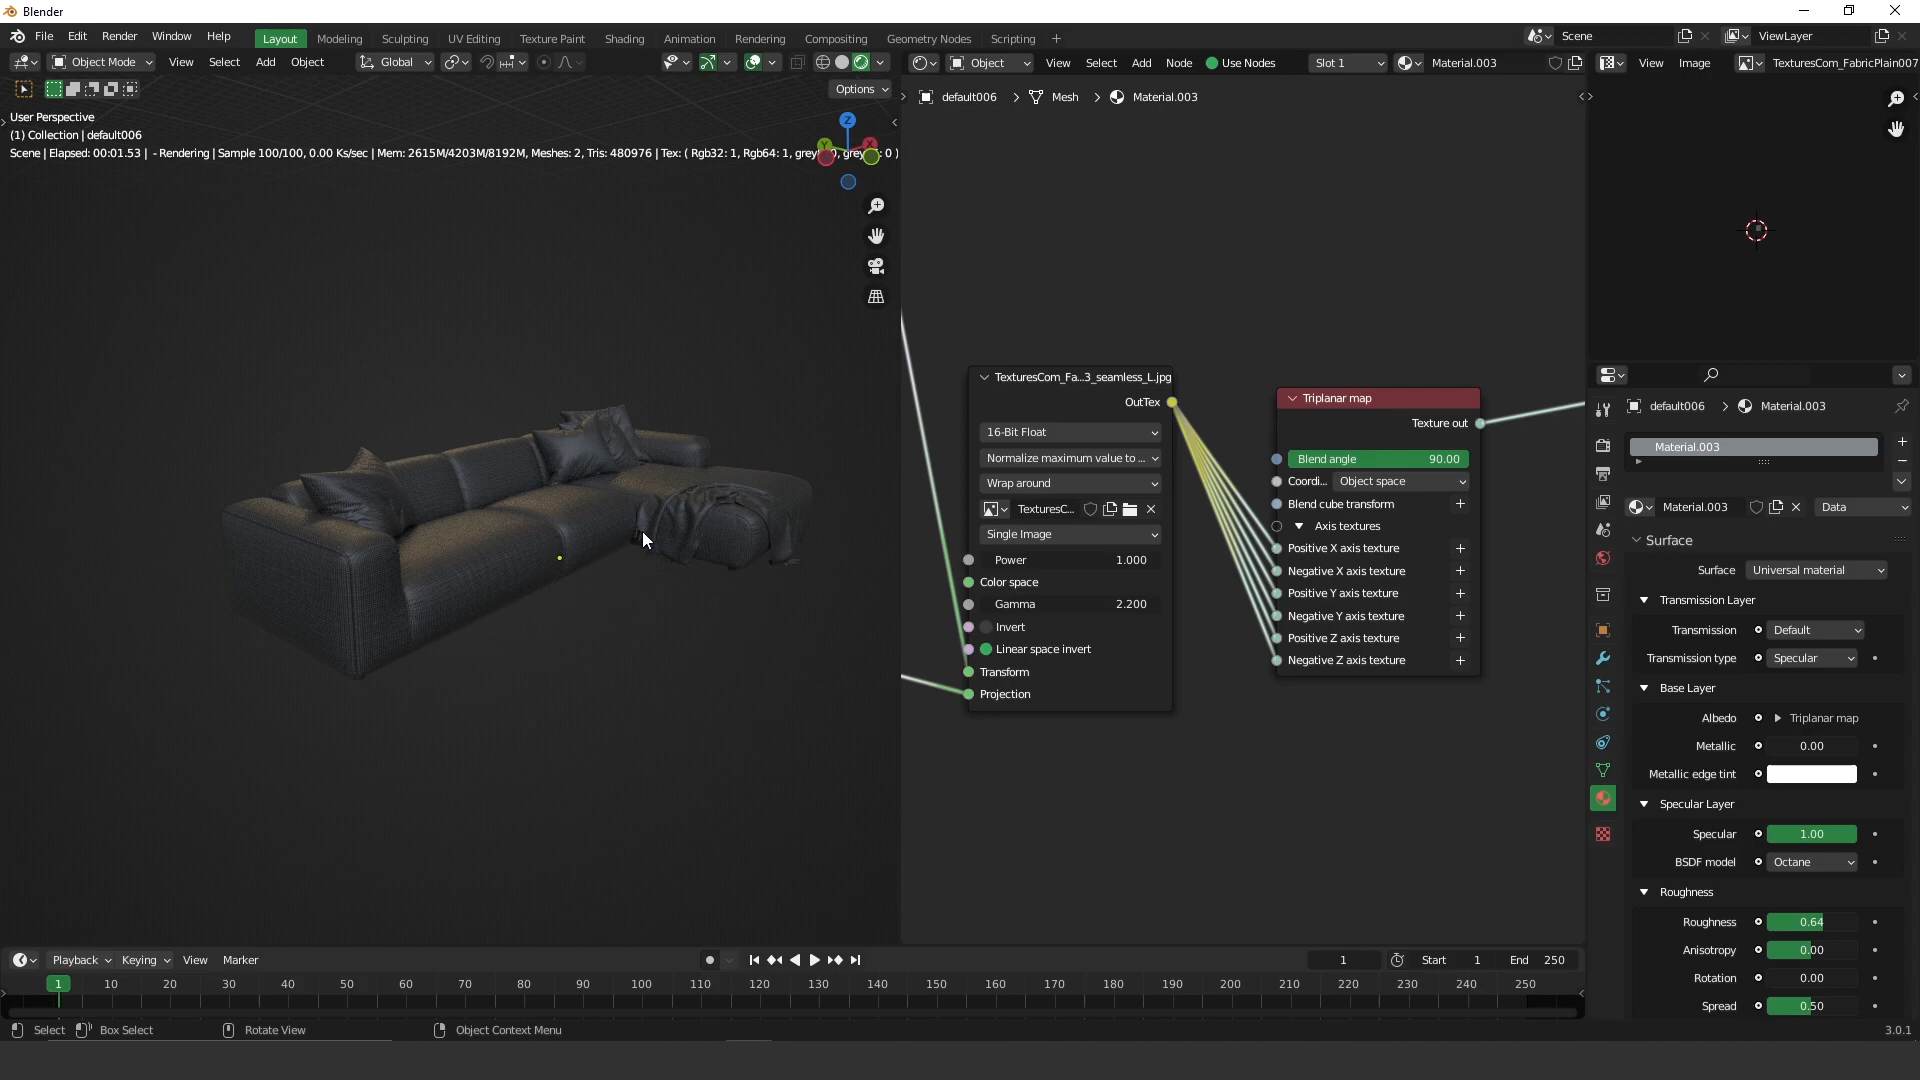 Blender
File Edit Render Window Help Layout Modeling Sculpting UV Editing Texture Paint Shading Animation Rendering Compositing Geometry Nodes Scripting + Scene ViewLayer
Object Mode View Select Add Object Global Object View Select Add Node Use Nodes Slot 1 Material.003 View Image TexturesCom_FabricPlain007
Options
default006 > Mesh > Material.003
User Perspective
(1) Collection | default006
Scene | Elapsed: 00:01.53 | - Rendering | Sample 100/100, 0.00 Ks/sec | Mem: 2615M/4203M/8192M, Meshes: 2, Tris: 480976 | Tex: ( Rgb32: 1, Rgb64: 1, grey 0, grey : 0 )
Z
Y
X
TexturesCom_Fa...3_seamless_L.jpg
OutTex
16-Bit Float
Normalize maximum value to ...
Wrap around
TexturesC...
Single Image
Power 1.000
Color space
Gamma 2.200
Invert
Linear space invert
Transform
Projection
Triplanar map
Texture out
Blend angle 90.00
Coordi... Object space
Blend cube transform
Axis textures
Positive X axis texture
Negative X axis texture
Positive Y axis texture
Negative Y axis texture
Positive Z axis texture
Negative Z axis texture
default006 > Material.003
Material.003
Material.003 Data
Surface
Surface Universal material
Transmission Layer
Transmission Default
Transmission type Specular
Base Layer
Albedo Triplanar map
Metallic 0.00
Metallic edge tint
Specular Layer
Specular 1.00
BSDF model Octane
Roughness
Roughness 0.64
Anisotropy 0.00
Rotation 0.00
Spread 0.50
Playback Keying View Marker 1 Start 1 End 250
1 10 20 30 40 50 60 70 80 90 100 110 120 130 140 150 160 170 180 190 200 210 220 230 240 250
Select Box Select Rotate View Object Context Menu 3.0.1